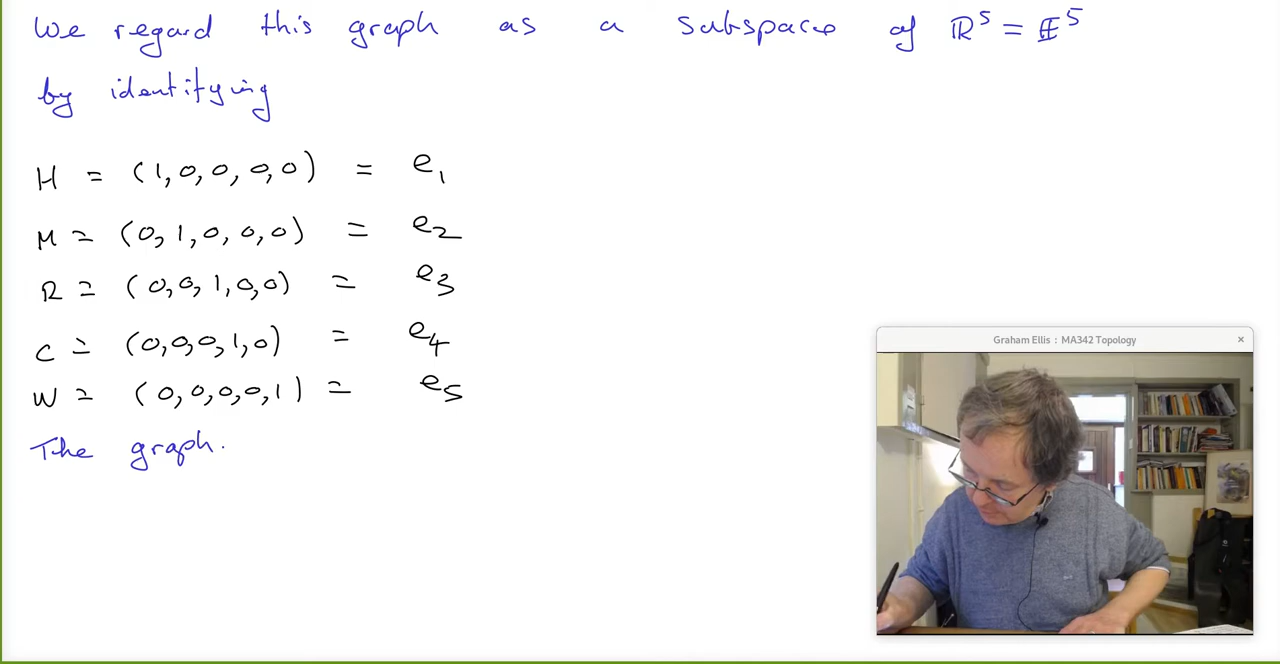 We regard this graph as a subspace of ℝ⁵ = 𝔼⁵
by identifying
H = (1,0,0,0,0) = e₁
M = (0,1,0,0,0) = e₂
R = (0,0,1,0,0) = e₃
C = (0,0,0,1,0) = e₄
W = (0,0,0,0,1) = e₅
The graph.
Graham Ellis : MA342 Topology